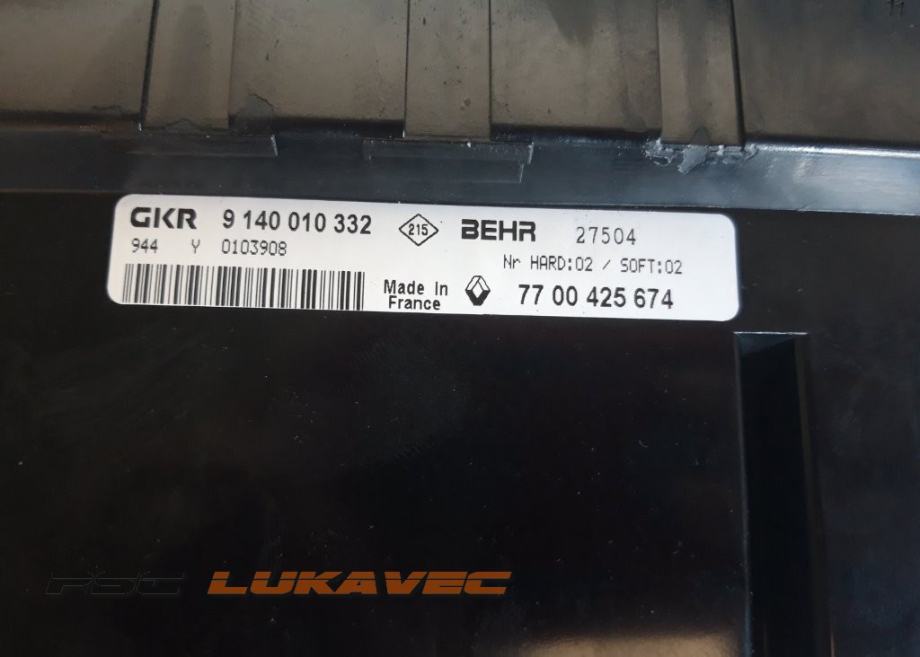 GKR 9 140 010 332 215 BEHR 27504
944 Y 0103908 Nr HARD:02 / SOFT:02
Made In
France 77 00 425 674
PSC LUKAVEC